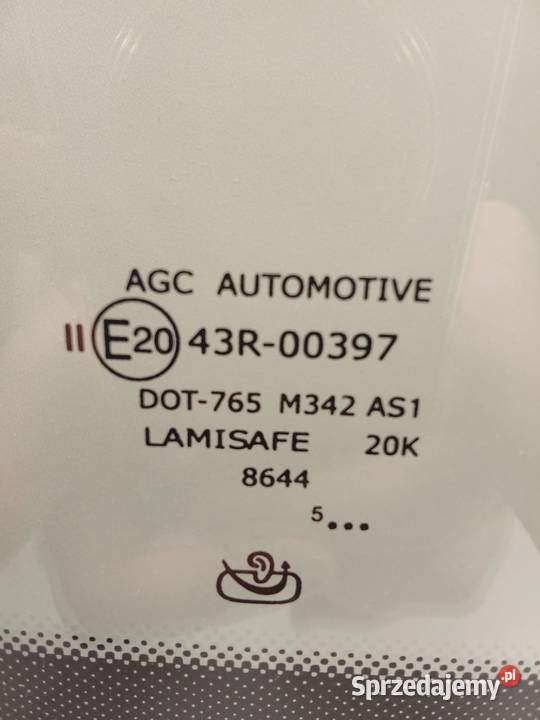 AGC AUTOMOTIVE
II E20 43R-00397
DOT-765 M342 AS1
LAMISAFE 20K
8644
5...
Sprzedajemy.pl